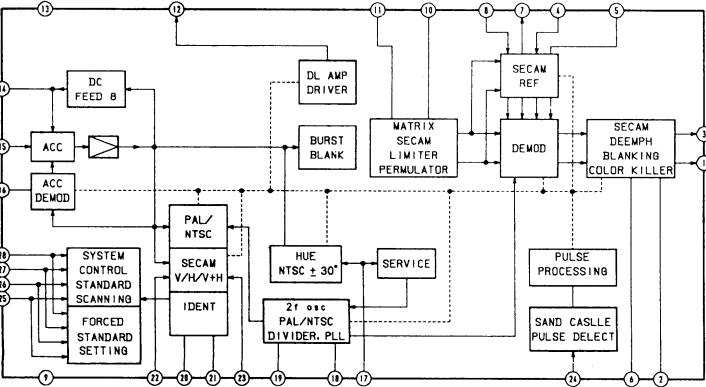 13
12
11
10
8
7
4
5
14
DC
FEED 8
DL AMP
DRIVER
SECAM
REF
15
ACC
BURST
BLANK
MATRIX
SECAM
LIMITER
PERMULATOR
DEMOD
SECAM
DEEMPH
BLANKING
COLOR KILLER
3
1
16
ACC
DEMOD
PAL/
NTSC
28
27
26
25
SYSTEM
CONTROL
STANDARD
SCANNING
SECAM
V/H/V+H
HUE
NTSC ± 30°
SERVICE
PULSE
PROCESSING
FORCED
STANDARD
SETTING
IDENT
2f osc
PAL/NTSC
DIVIDER, PLL
SAND CASLLE
PULSE DELECT
9
22
20
21
23
19
18
17
24
6
2